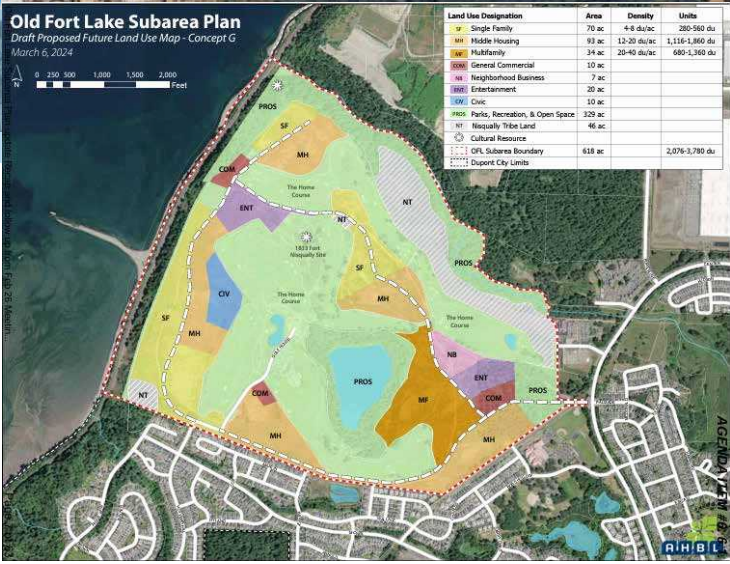 Old Fort Lake Subarea Plan
Draft Proposed Future Land Use Map - Concept G
March 6, 2024
N
0 250 500 1,000 1,500 2,000
Feet
Land Use Designation Area Density Units
SF Single Family 70 ac 4-8 du/ac 280-560 du
MH Middle Housing 93 ac 12-20 du/ac 1,116-1,860 du
MF Multifamily 34 ac 20-40 du/ac 680-1,360 du
COM General Commercial 10 ac
NB Neighborhood Business 7 ac
ENT Entertainment 20 ac
CIV Civic 10 ac
PROS Parks, Recreation, & Open Space 329 ac
NT Nisqually Tribe Land 46 ac
Cultural Resource
OFL Subarea Boundary 618 ac 2,076-3,780 du
Dupont City Limits
PROS
SF
MH
COM
The Home
Course
NT
ENT
NT
1833 Fort
Nisqually Site
PROS
SF
CIV
The Home
Course
MH
The Home
Course
SF
MH
NB
PROS
ENT
NT
COM
MF
COM
PROS
MH
MH
AGENDA ITEM 6.6.1
AHBL